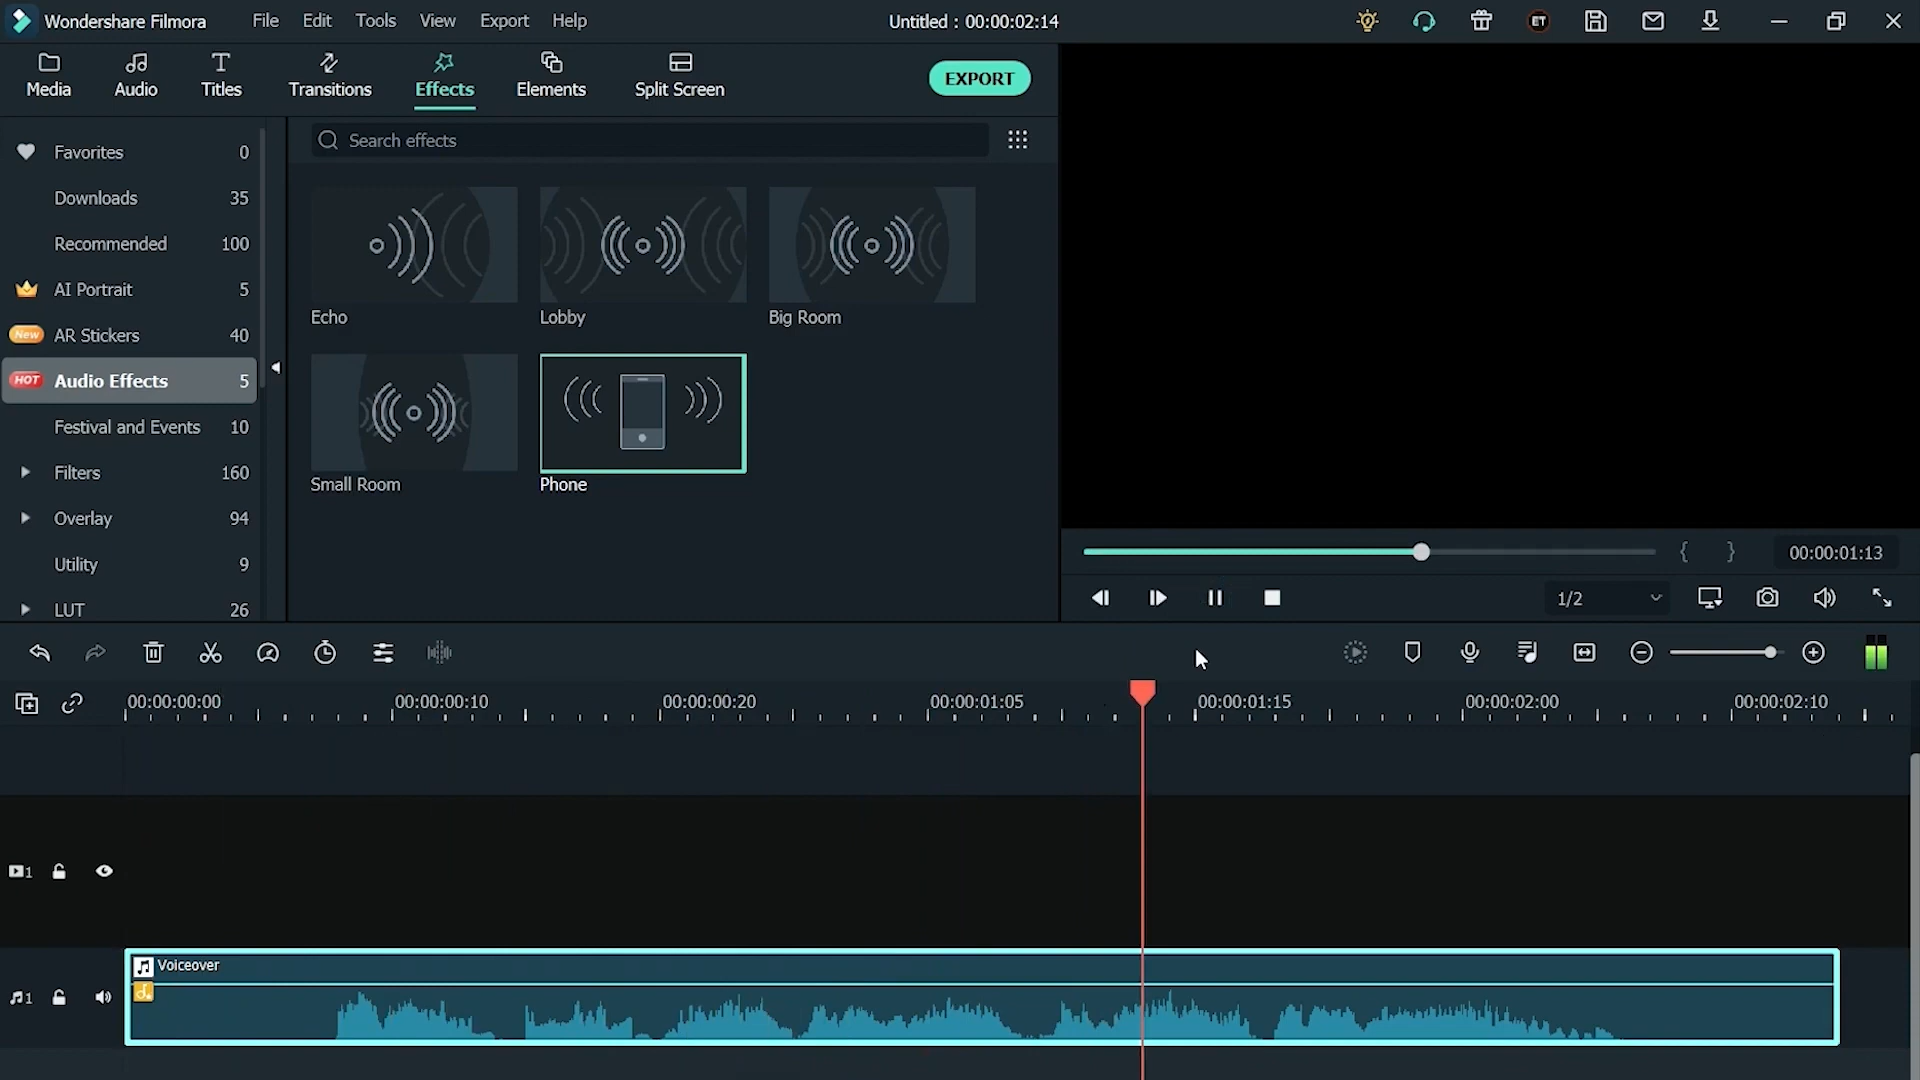 Wondershare Filmora File Edit Tools View Export Help Untitled : 00:00:02:14 ET
Media Audio Titles Transitions Effects Elements Split Screen EXPORT
Search effects
Favorites 0
Downloads 35
Recommended 100
AI Portrait 5
New AR Stickers 40
HOT Audio Effects 5
Festival and Events 10
Filters 160
Overlay 94
Utility 9
LUT 26
Echo Lobby Big Room
Small Room Phone
{ } 00:00:01:13
1/2
00:00:00:00 00:00:00:10 00:00:00:20 00:00:01:05 00:00:01:15 00:00:02:00 00:00:02:10
1
Voiceover
1